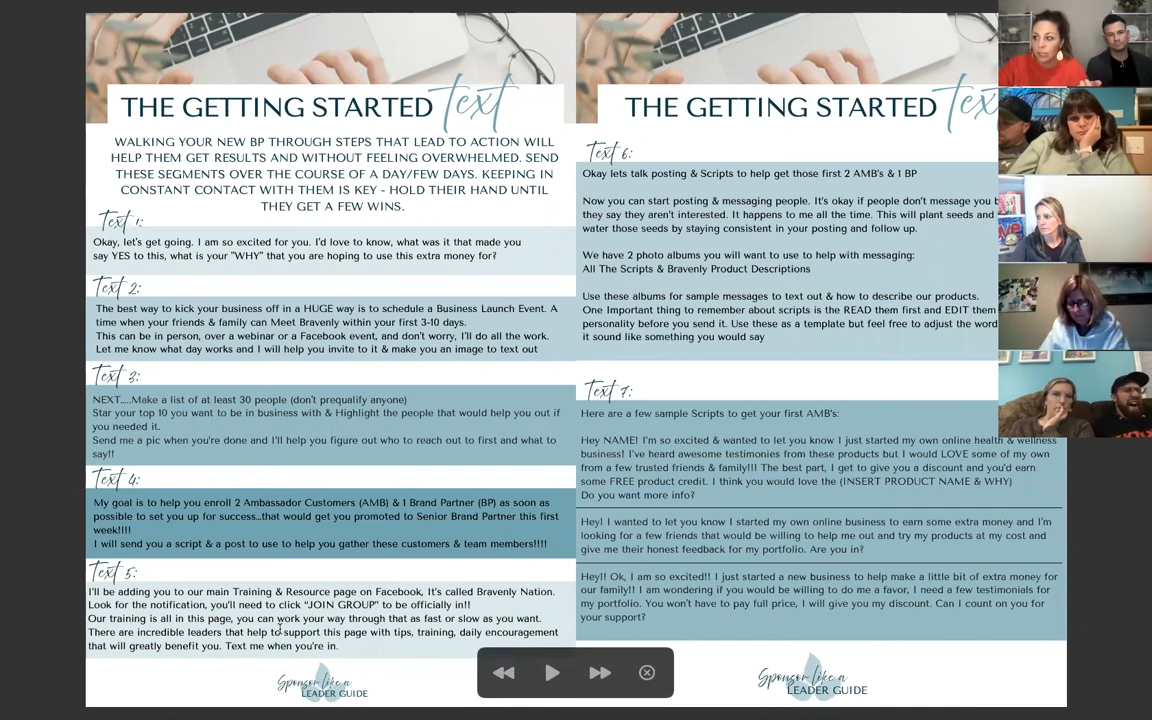 THE GETTING STARTED text
WALKING YOUR NEW BP THROUGH STEPS THAT LEAD TO ACTION WILL
HELP THEM GET RESULTS AND WITHOUT FEELING OVERWHELMED. SEND
THESE SEGMENTS OVER THE COURSE OF A DAY/FEW DAYS. KEEPING IN
CONSTANT CONTACT WITH THEM IS KEY - HOLD THEIR HAND UNTIL
THEY GET A FEW WINS.
Text 1:
Okay, let's get going. I am so excited for you. I'd love to know, what was it that made you
say YES to this, what is your "WHY" that you are hoping to use this extra money for?
Text 2:
The best way to kick your business off in a HUGE way is to schedule a Business Launch Event. A
time when your friends & family can Meet Bravenly within your first 3-10 days.
This can be in person, over a webinar or a Facebook event, and don't worry, I'll do all the work.
Let me know what day works and I will help you invite to it & make you an image to text out
Text 3:
NEXT.....Make a list of at least 30 people (don't prequalify anyone)
Star your top 10 you want to be in business with & Highlight the people that would help you out if
you needed it.
Send me a pic when you're done and I'll help you figure out who to reach out to first and what to
say!!
Text 4:
My goal is to help you enroll 2 Ambassador Customers (AMB) & 1 Brand Partner (BP) as soon as
possible to set you up for success...that would get you promoted to Senior Brand Partner this first
week!!!!
I will send you a script & a post to use to help you gather these customers & team members!!!!
Text 5:
I'll be adding you to our main Training & Resource page on Facebook, It's called Bravenly Nation.
Look for the notification, you'll need to click "JOIN GROUP" to be officially in!!
Our training is all in this page, you can work your way through that as fast or slow as you want.
There are incredible leaders that help to support this page with tips, training, daily encouragement
that will greatly benefit you. Text me when you're in.
Sponsor like a
LEADER GUIDE
THE GETTING STARTED
Text 6:
Okay lets talk posting & Scripts to help get those first 2 AMB's & 1 BP
Now you can start posting & messaging people. It's okay if people don't message you
they say they aren't interested. It happens to me all the time. This will plant seeds and
water those seeds by staying consistent in your posting and follow up.
We have 2 photo albums you will want to use to help with messaging:
All The Scripts & Bravenly Product Descriptions
Use these albums for sample messages to text out & how to describe our products.
One Important thing to remember about scripts is the READ them first and EDIT them
personality before you send it. Use these as a template but feel free to adjust the word
it sound like something you would say
Text 7:
Here are a few sample Scripts to get your first AMB's:
Hey NAME! I'm so excited & wanted to let you know I just started my own online health & wellness
business! I've heard awesome testimonies from these products but I would LOVE some of my own
from a few trusted friends & family!!! The best part, I get to give you a discount and you'd earn
some FREE product credit. I think you would love the (INSERT PRODUCT NAME & WHY)
Do you want more info?
Hey! I wanted to let you know I started my own online business to earn some extra money and I'm
looking for a few friends that would be willing to help me out and try my products at my cost and
give me their honest feedback for my portfolio. Are you in?
Hey!! Ok, I am so excited!! I just started a new business to help make a little bit of extra money for
our family!! I am wondering if you would be willing to do me a favor, I need a few testimonials for
my portfolio. You won't have to pay full price, I will give you my discount. Can I count on you for
your support?
Sponsor like a
LEADER GUIDE